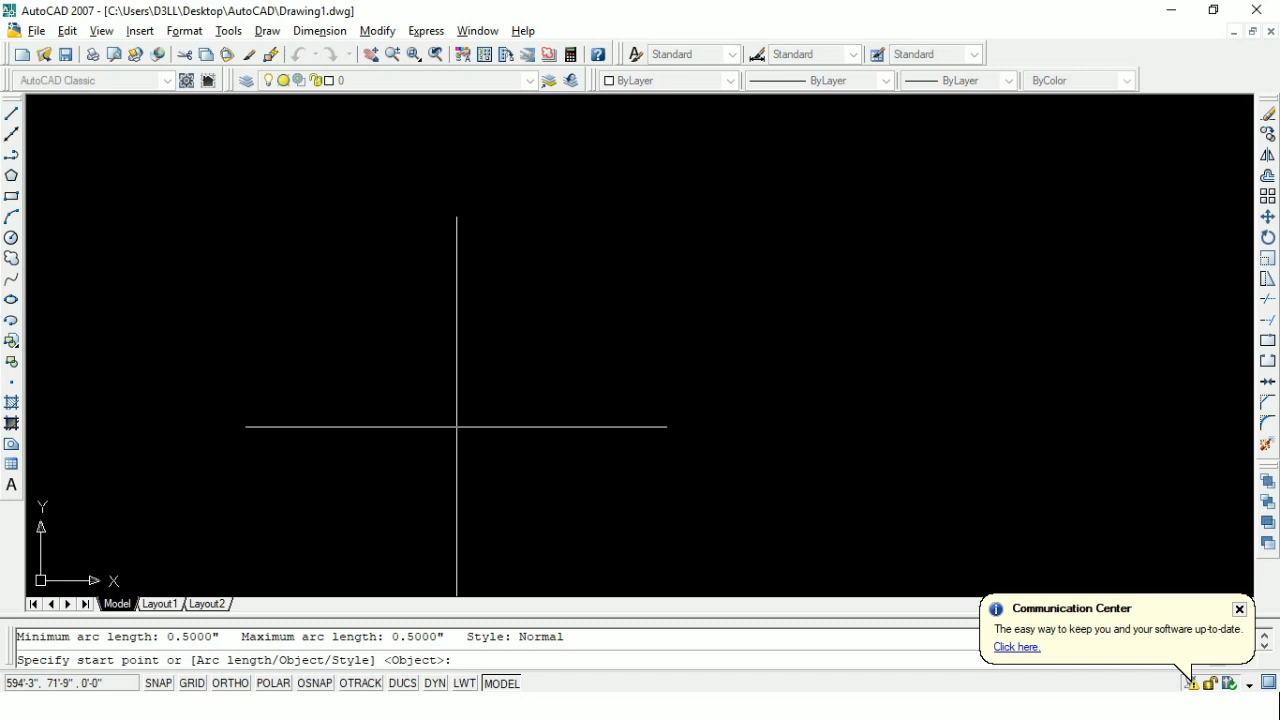 AutoCAD 2007 - [C:\Users\D3LL\Desktop\AutoCAD\Drawing1.dwg]
File Edit View Insert Format Tools Draw Dimension Modify Express Window Help
Standard Standard Standard
AutoCAD Classic 0 ByLayer ByLayer ByLayer ByColor
A
Y
X
Model Layout1 Layout2
Communication Center
The easy way to keep you and your software up-to-date.
Click here.
Minimum arc length: 0.5000" Maximum arc length: 0.5000" Style: Normal
Specify start point or [Arc length/Object/Style] <Object>:
594'-3", 71'-9" , 0'-0" SNAP GRID ORTHO POLAR OSNAP OTRACK DUCS DYN LWT MODEL